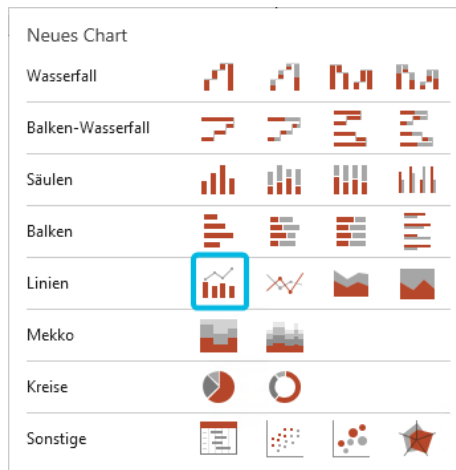 Neues Chart
Wasserfall
Balken-Wasserfall
Säulen
Balken
Linien
Mekko
Kreise
Sonstige